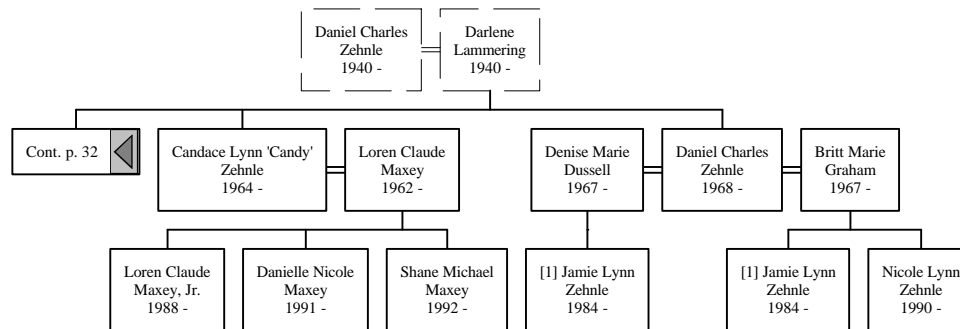 Daniel Charles
Zehnle
1940 -
Darlene
Lammering
1940 -
Cont. p. 32
Candace Lynn 'Candy'
Zehnle
1964 -
Loren Claude
Maxey
1962 -
Denise Marie
Dussell
1967 -
Daniel Charles
Zehnle
1968 -
Britt Marie
Graham
1967 -
Loren Claude
Maxey, Jr.
1988 -
Danielle Nicole
Maxey
1991 -
Shane Michael
Maxey
1992 -
[1] Jamie Lynn
Zehnle
1984 -
[1] Jamie Lynn
Zehnle
1984 -
Nicole Lynn
Zehnle
1990 -